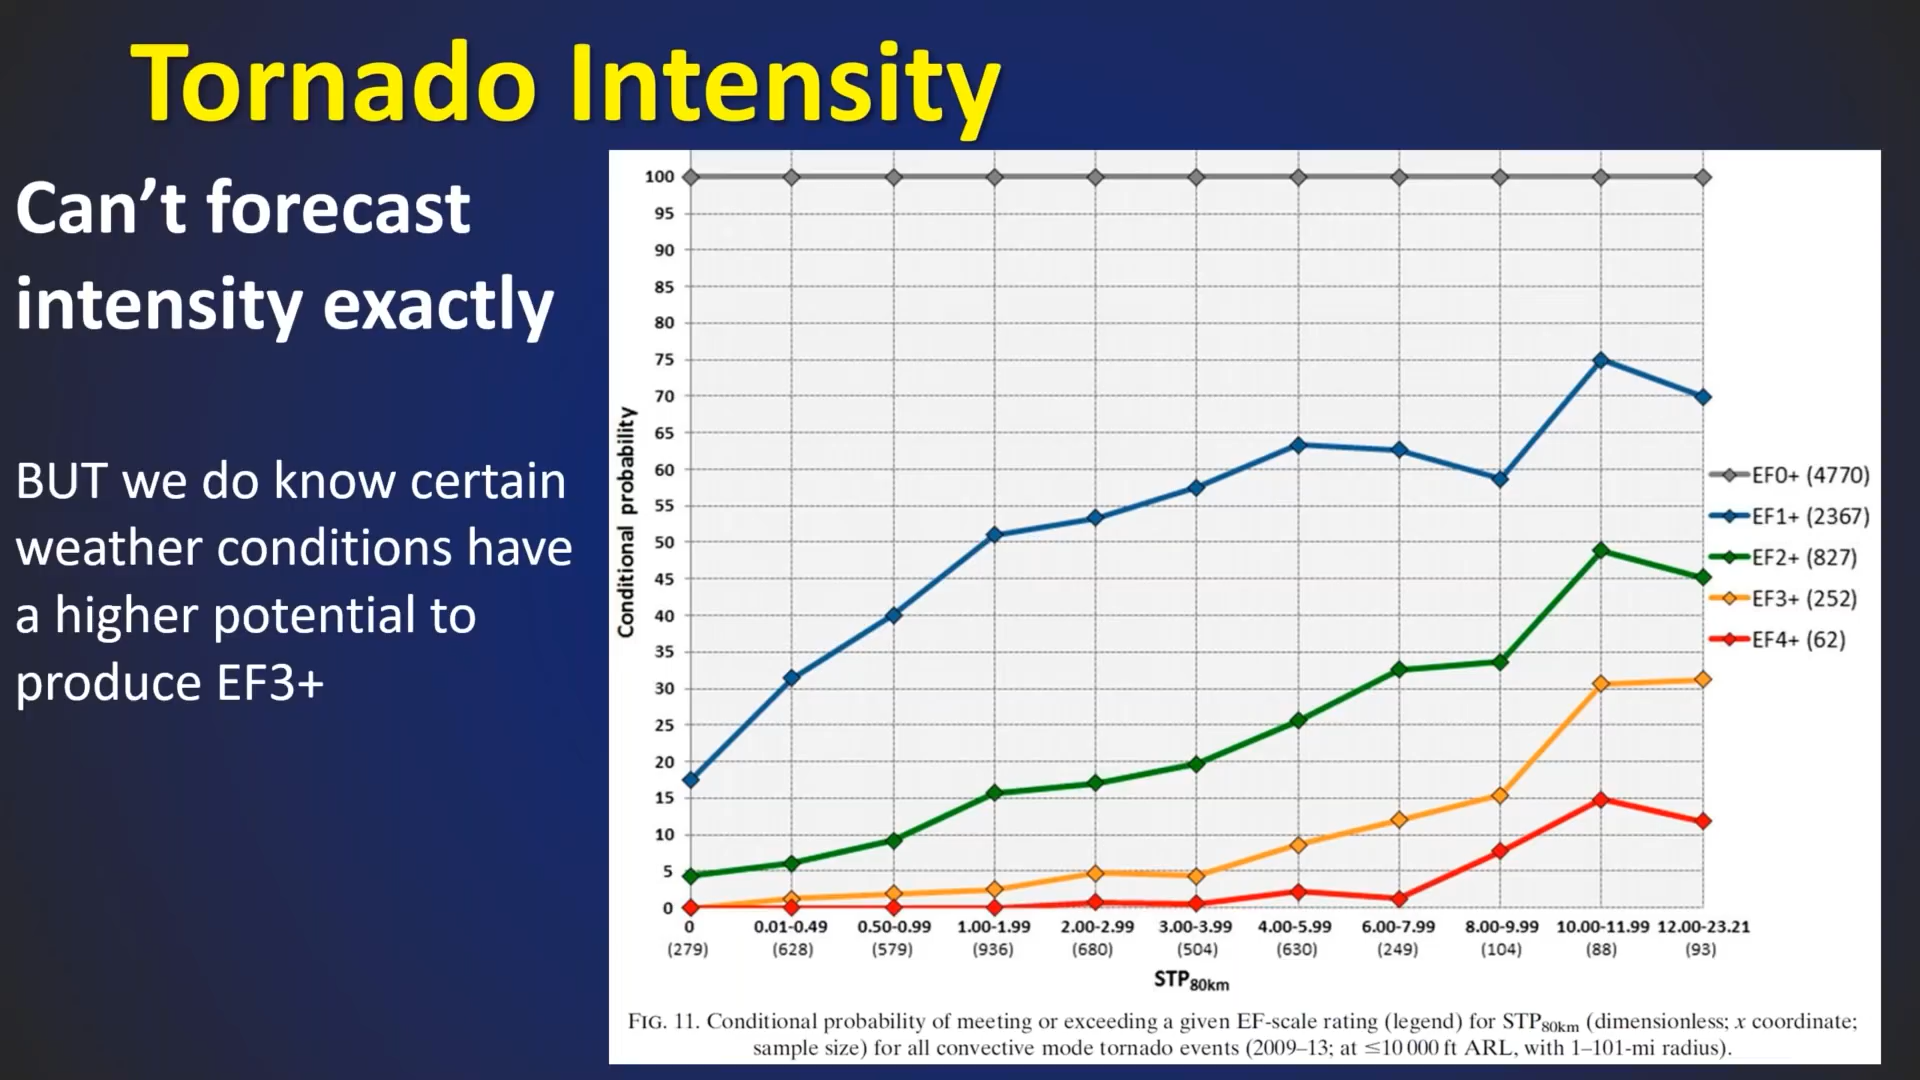 Tornado Intensity
Can’t forecast
intensity exactly
BUT we do know certain
weather conditions have
a higher potential to
produce EF3+
100
95
90
85
80
75
70
65
60
55
50
45
40
35
30
25
20
15
10
5
0
Conditional probability
0 0.01-0.49 0.50-0.99 1.00-1.99 2.00-2.99 3.00-3.99 4.00-5.99 6.00-7.99 8.00-9.99 10.00-11.99 12.00-23.21
(279) (628) (579) (936) (680) (504) (630) (249) (104) (88) (93)
STP80km
EF0+ (4770)
EF1+ (2367)
EF2+ (827)
EF3+ (252)
EF4+ (62)
FIG. 11. Conditional probability of meeting or exceeding a given EF-scale rating (legend) for STP80km (dimensionless; x coordinate;
sample size) for all convective mode tornado events (2009–13; at ≤10 000 ft ARL, with 1–101-mi radius).